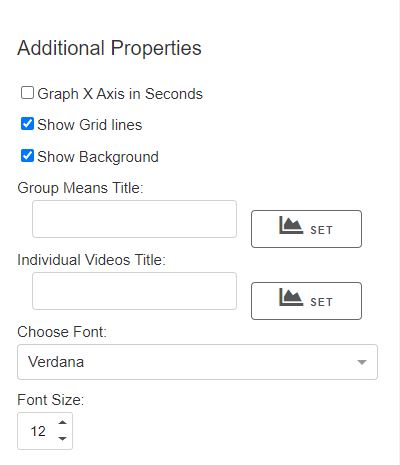 Additional Properties
Graph X Axis in Seconds
Show Grid lines
Show Background
Group Means Title:
SET
Individual Videos Title:
SET
Choose Font:
Verdana
Font Size:
12